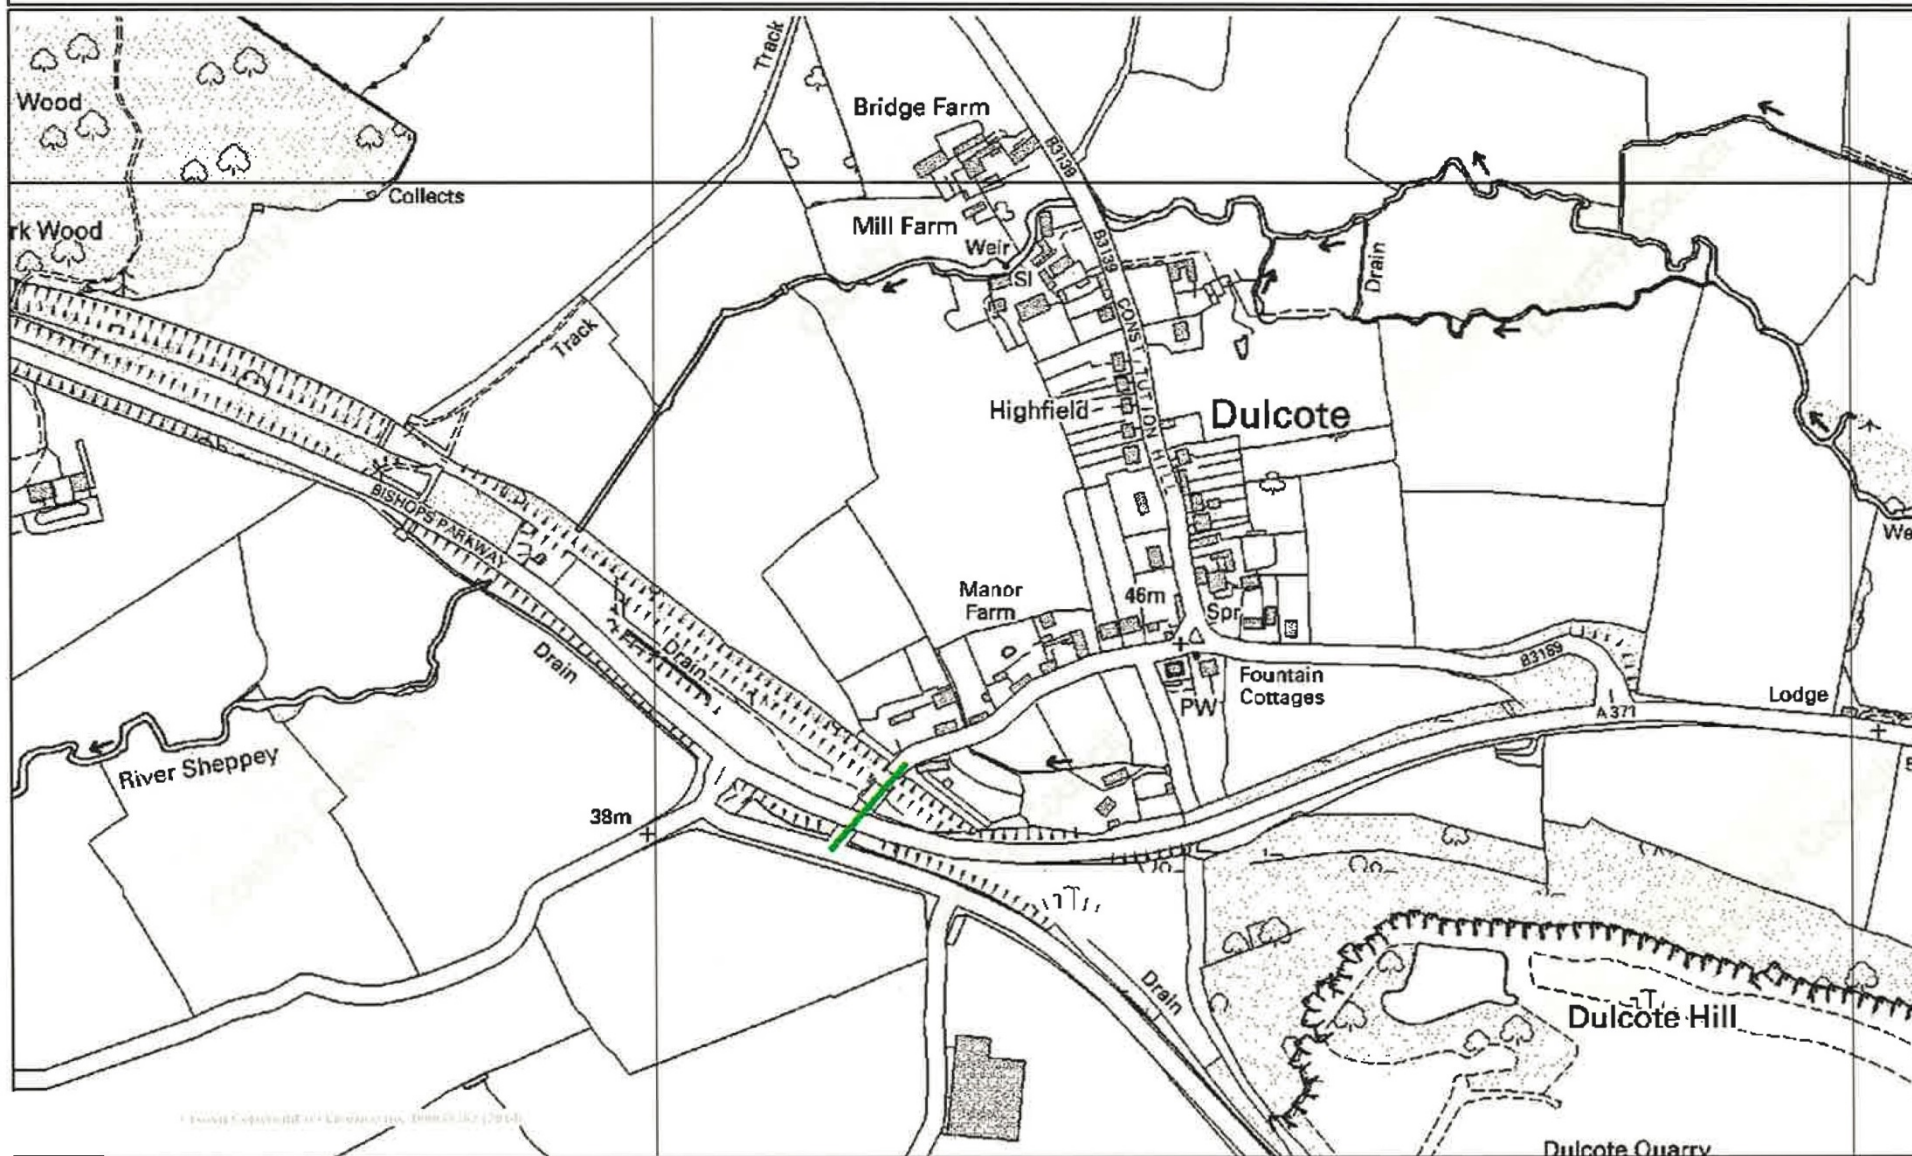 Track
Bridge Farm
Wood
B3139
Collects
Mill Farm
rk Wood
Weir
B3139
Drain
Sl
CONSTITUTION HILL
Track
Highfield
Dulcote
BISHOPS PARKWAY
We
Manor
Farm
46m
Spr
Drain
Drain
B3139
Fountain
Cottages
Lodge
PW
A371
River Sheppey
38m
Drain
Dulcote Hill
Dulcote Quarry